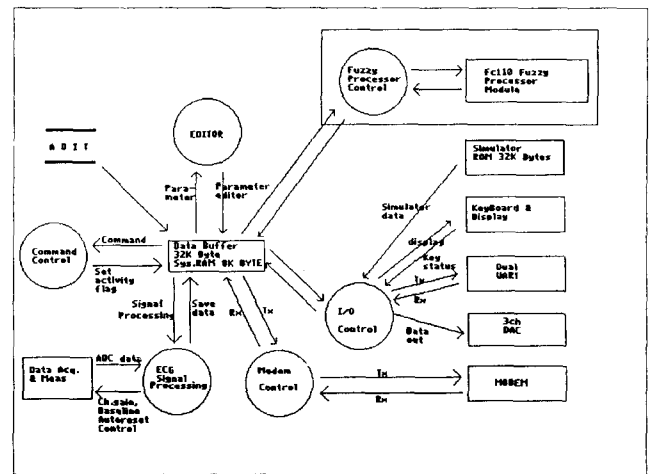 Fuzzy
Processor
Control
Fc110 Fuzzy
Processor
Module
EDITOR
A D I T
Simulator
ROM 32K Bytes
Para-
meter
Parameter
editor
Simulator
data
KeyBoard &
Display
display
Key
status
Command
Control
Command
Data Buffer
32K Byte
Sys.RAM 8K BYTE
Set
activity
flag
Dual
UART
Tx
Rx
I/O
Control
Signal
Processing
Save
data
Rx
Tx
Data
out
3ch
DAC
Data Acq.
& Meas
ADC data
ECG
Signal
Processing
Modem
Control
Tx
Rx
MODEM
Ch.gain,
Baseline
Autoreset
Control